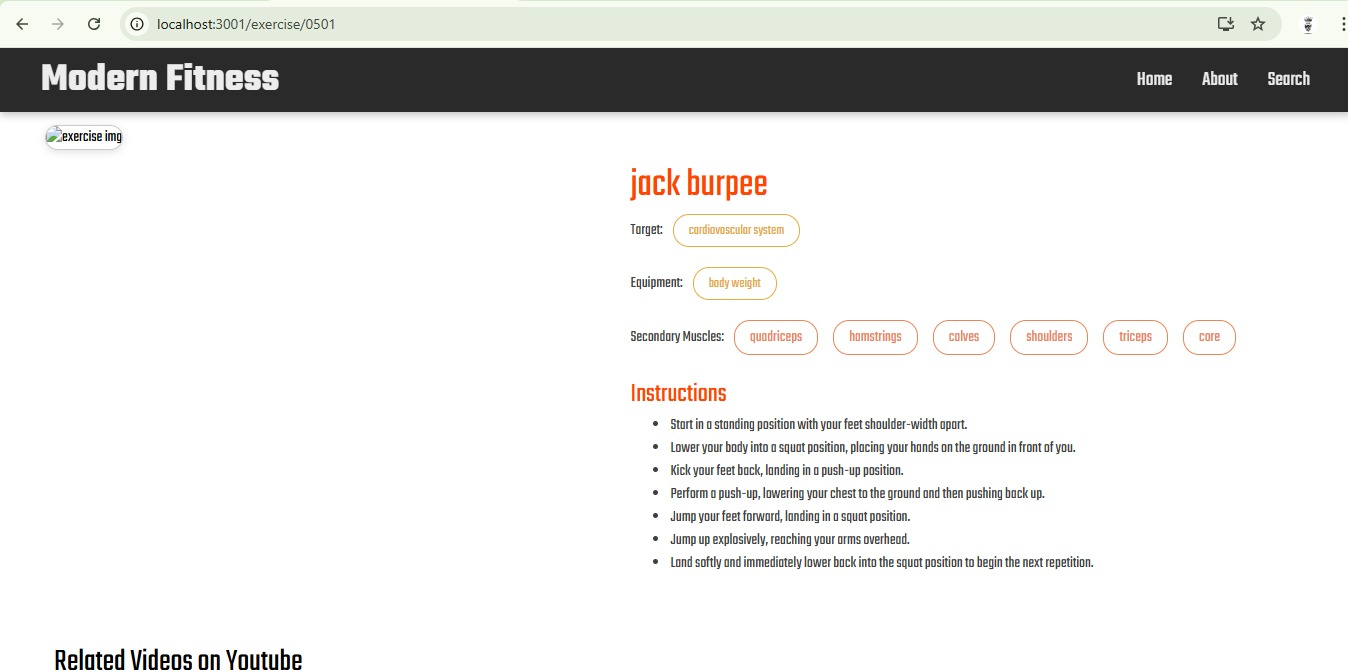 localhost:3001/exercise/0501
Modern Fitness
Home About Search
exercise img
jack burpee
Target: cardiovascular system
Equipment: body weight
Secondary Muscles: quadriceps hamstrings calves shoulders triceps core
Instructions
• Start in a standing position with your feet shoulder-width apart.
• Lower your body into a squat position, placing your hands on the ground in front of you.
• Kick your feet back, landing in a push-up position.
• Perform a push-up, lowering your chest to the ground and then pushing back up.
• Jump your feet forward, landing in a squat position.
• Jump up explosively, reaching your arms overhead.
• Land softly and immediately lower back into the squat position to begin the next repetition.
Related Videos on Youtube